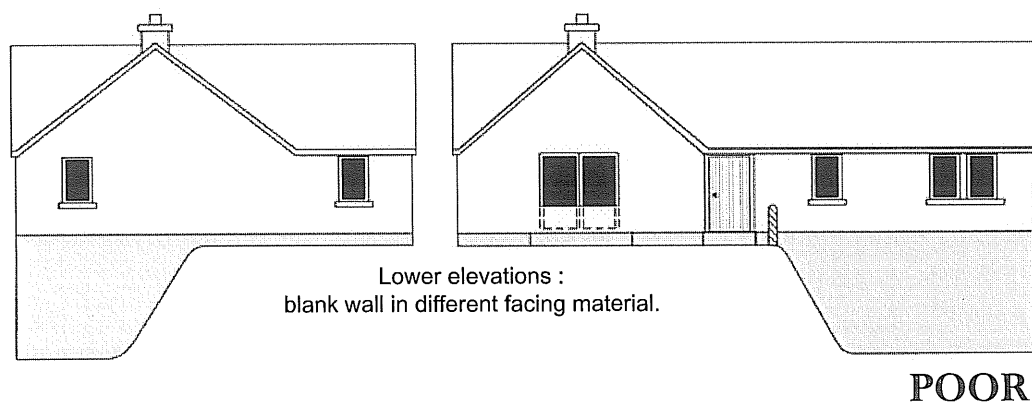 Lower elevations :
blank wall in different facing material.
POOR